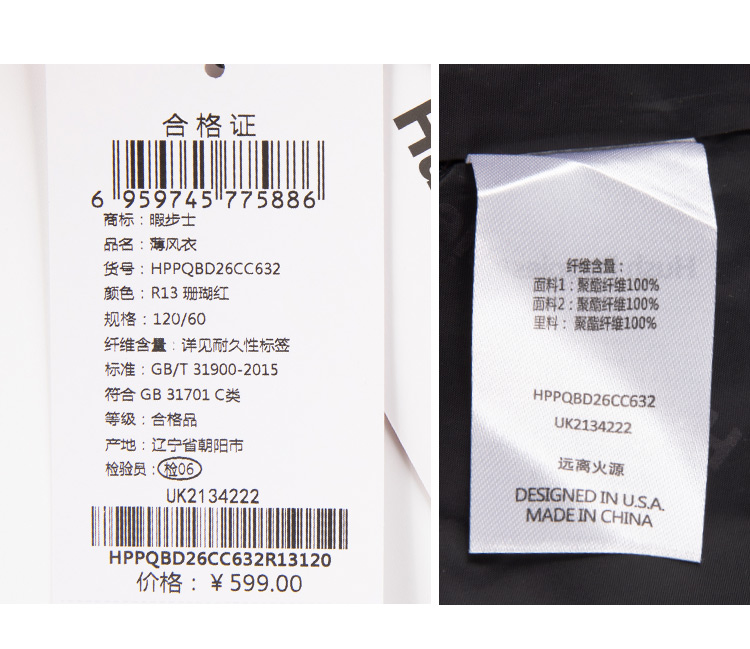 合格证
6 959745 775886
商标：暇步士
品名：薄风衣
货号：HPPQBD26CC632
颜色：R13 珊瑚红
规格：120/60
纤维含量：详见耐久性标签
标准：GB/T 31900-2015
符合 GB 31701 C类
等级：合格品
产地：辽宁省朝阳市
检验员：检06
UK2134222
HPPQBD26CC632R13120
价格：￥599.00
纤维含量：
面料1：聚酯纤维100%
面料2：聚酯纤维100%
里料：聚酯纤维100%
HPPQBD26CC632
UK2134222
远离火源
DESIGNED IN U.S.A.
MADE IN CHINA